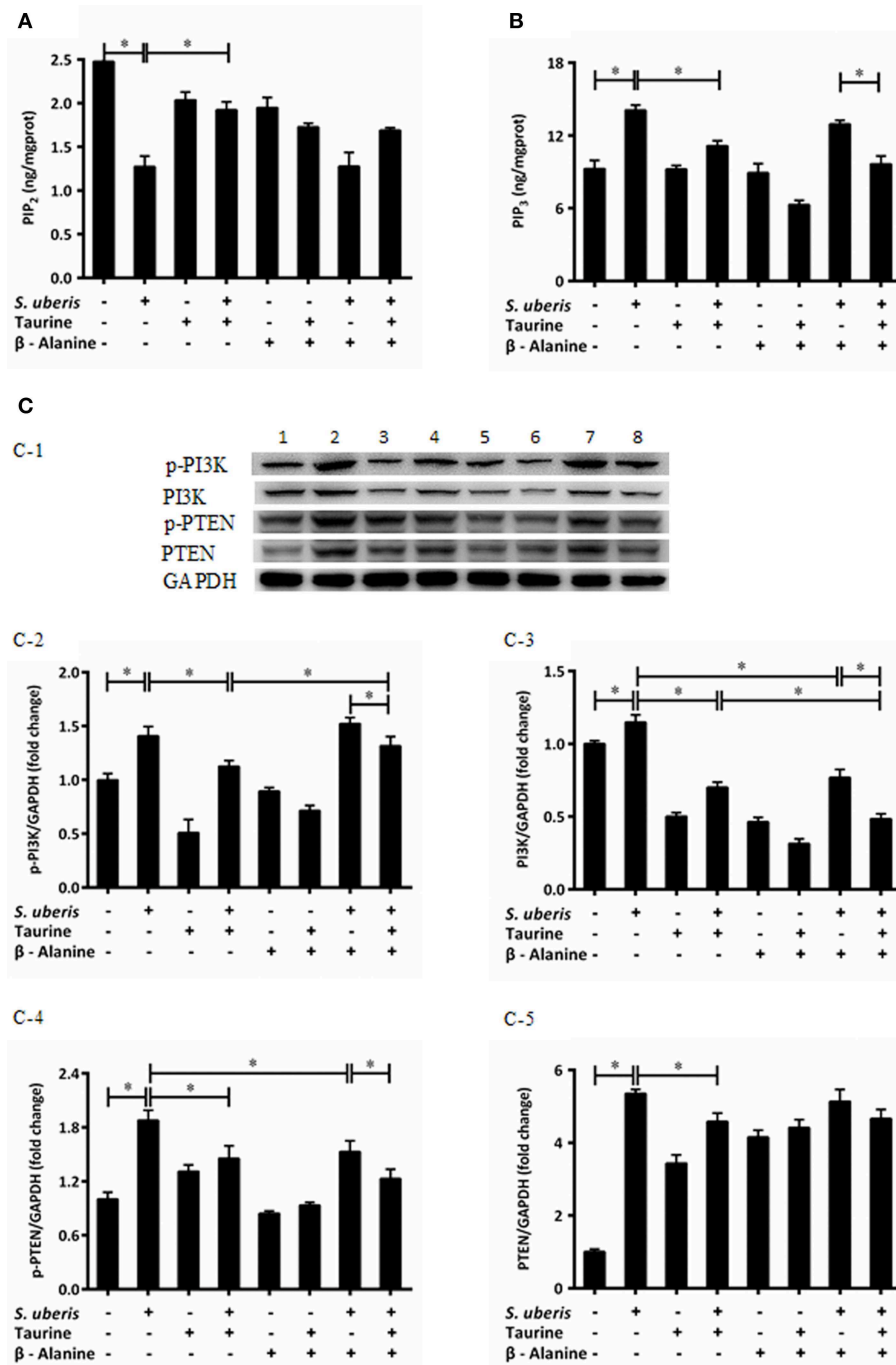 A
* *
2.5
2.0
1.5
1.0
0.5
0.0
PIP2 (ng/mgprot)
S. uberis - + - + - - + +
Taurine - - + + - + - +
β - Alanine - - - - + + + +
B
* * *
18
12
6
0
PIP3 (ng/mgprot)
S. uberis - + - + - - + +
Taurine - - + + - + - +
β - Alanine - - - - + + + +
C
C-1
1 2 3 4 5 6 7 8
p-PI3K
PI3K
p-PTEN
PTEN
GAPDH
C-2
* * * *
2.0
1.5
1.0
0.5
0.0
p-PI3K/GAPDH (fold change)
S. uberis - + - + - - + +
Taurine - - + + - + - +
β - Alanine - - - - + + + +
C-3
* * * * *
1.5
1.0
0.5
0.0
PI3K/GAPDH (fold change)
S. uberis - + - + - - + +
Taurine - - + + - + - +
β - Alanine - - - - + + + +
C-4
* * * *
2.4
1.8
1.2
0.6
0.0
p-PTEN/GAPDH (fold change)
S. uberis - + - + - - + +
Taurine - - + + - + - +
β - Alanine - - - - + + + +
C-5
* *
6
4
2
0
PTEN/GAPDH (fold change)
S. uberis - + - + - - + +
Taurine - - + + - + - +
β - Alanine - - - - + + + +